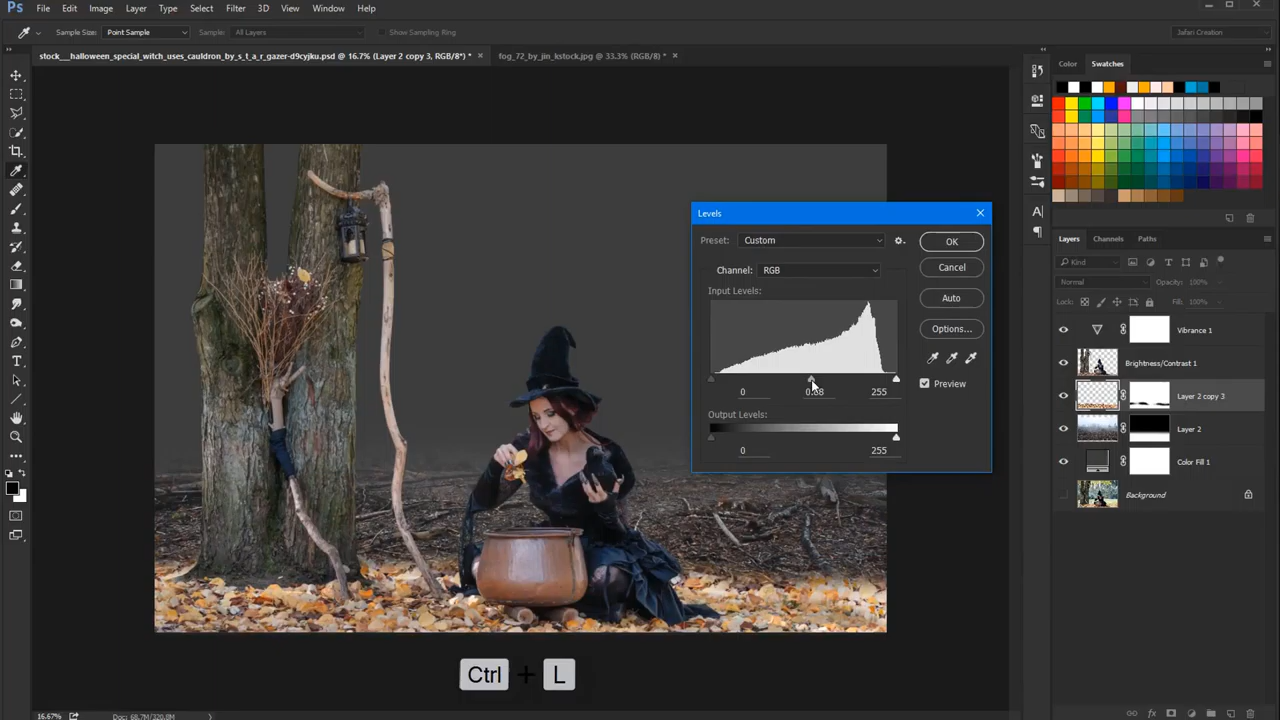 Ps File Edit Image Layer Type Select Filter 3D View Window Help
Sample Size: Point Sample Sample: All Layers Show Sampling Ring Jafari Creation
stock__halloween_special_witch_uses_cauldron_by_s_t_a_r_gazer-d9cyjku.psd @ 16.7% (Layer 2 copy 3, RGB/8*) * × fog_72_by_jin_kstock.jpg @ 33.3% (RGB/8) * ×
Color Swatches
Levels
Preset: Custom OK
Cancel
Channel: RGB
Input Levels:
Auto
Options...
Preview
0 0.88 255
Output Levels:
0 255
Layers Channels Paths
Kind
Normal Opacity: 100%
Lock: Fill: 100%
Vibrance 1
Brightness/Contrast 1
Layer 2 copy 3
Layer 2
Color Fill 1
Background
Ctrl + L
16.67% Doc: 68.7M/320.8M